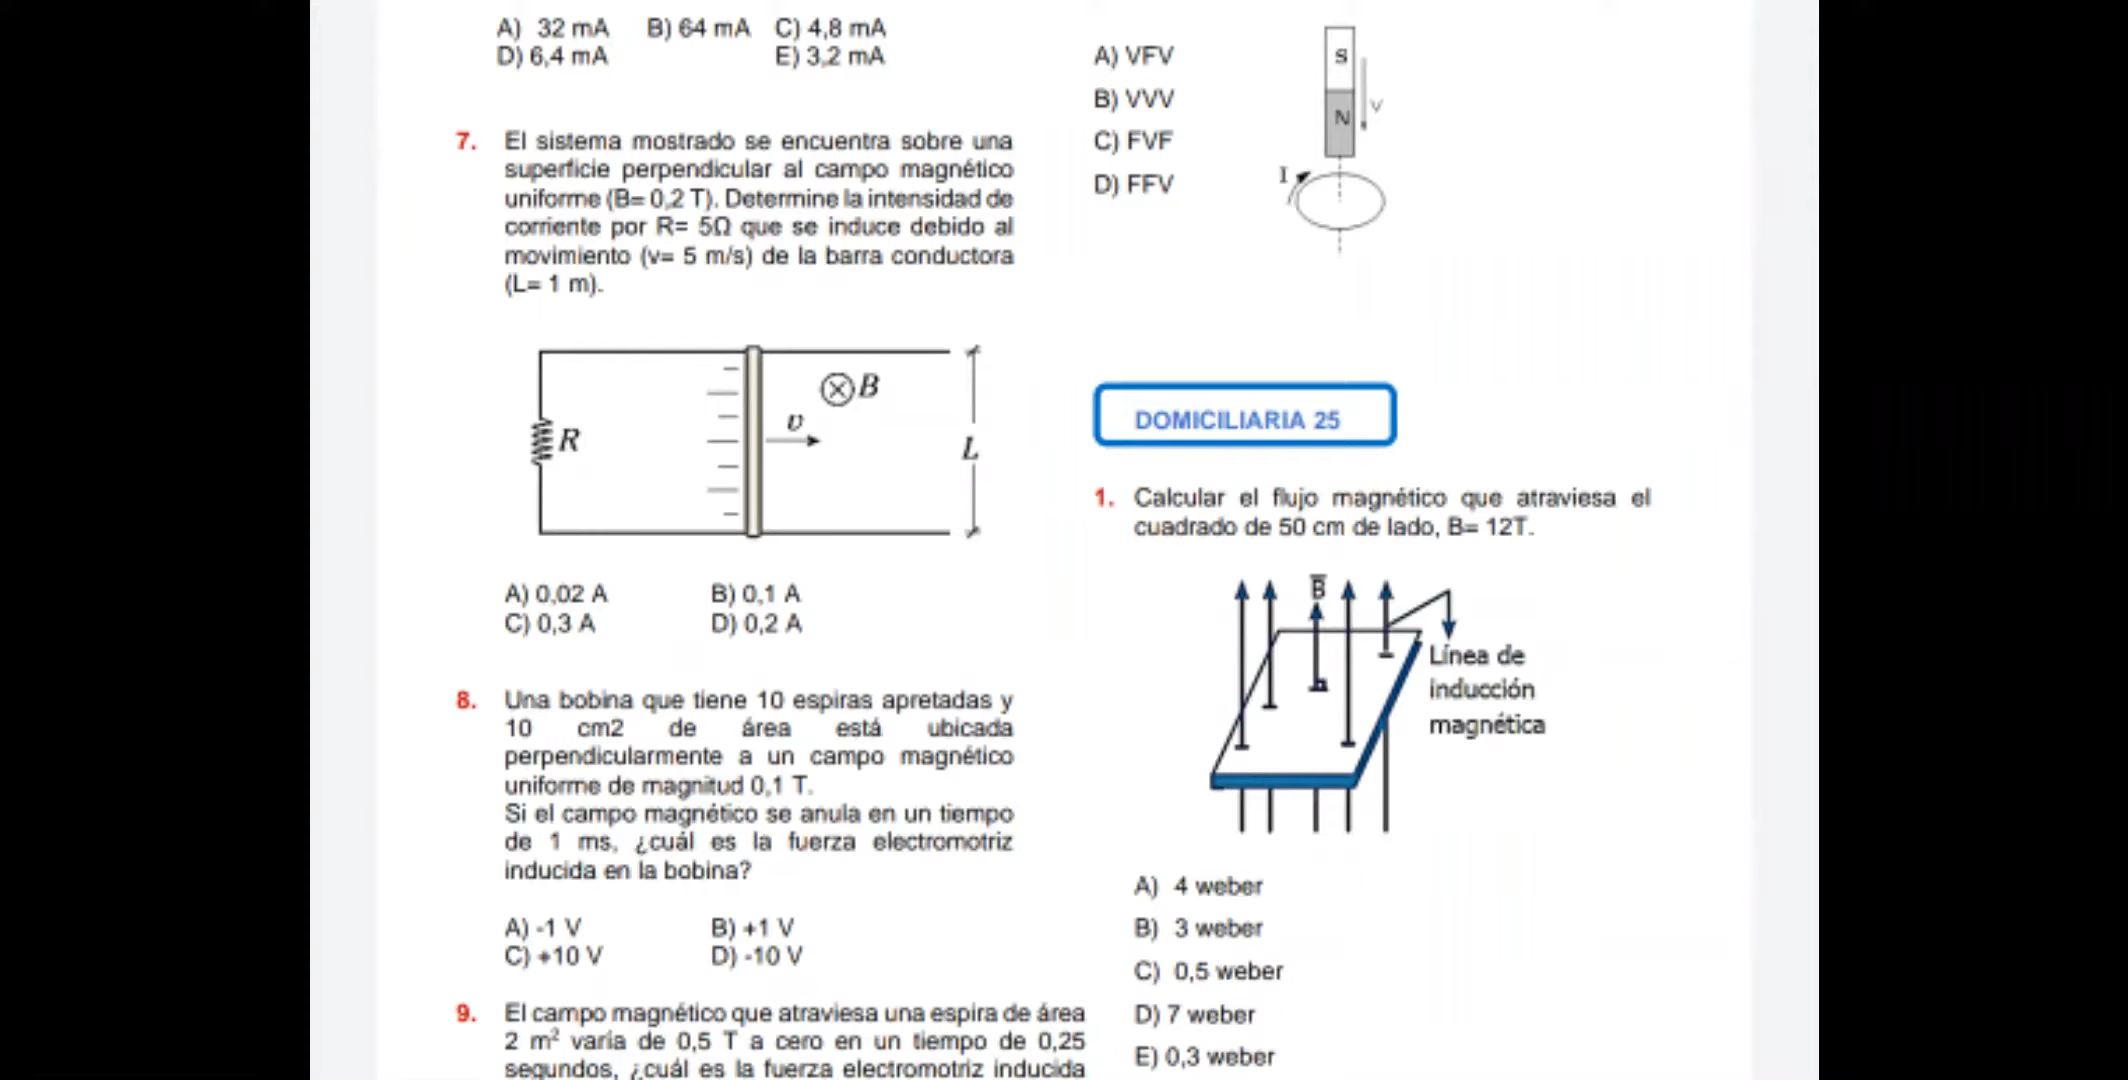 A) 32 mA B) 64 mA C) 4,8 mA
D) 6,4 mA E) 3,2 mA
7. El sistema mostrado se encuentra sobre una
superficie perpendicular al campo magnético
uniforme (B= 0,2 T). Determine la intensidad de
corriente por R= 5Ω que se induce debido al
movimiento (v= 5 m/s) de la barra conductora
(L= 1 m).
B
v
R
L
A) 0,02 A B) 0,1 A
C) 0,3 A D) 0,2 A
8. Una bobina que tiene 10 espiras apretadas y
10 cm2 de área está ubicada
perpendicularmente a un campo magnético
uniforme de magnitud 0,1 T.
Si el campo magnético se anula en un tiempo
de 1 ms, ¿cuál es la fuerza electromotriz
inducida en la bobina?
A) -1 V B) +1 V
C) +10 V D) -10 V
9. El campo magnético que atraviesa una espira de área
2 m² varía de 0,5 T a cero en un tiempo de 0,25
segundos, ¿cuál es la fuerza electromotriz inducida
A) VFV
B) VVV
C) FVF
D) FFV
S
N
V
I
DOMICILIARIA 25
1. Calcular el flujo magnético que atraviesa el
cuadrado de 50 cm de lado, B= 12T.
B̅
Línea de
inducción
magnética
A) 4 weber
B) 3 weber
C) 0,5 weber
D) 7 weber
E) 0,3 weber